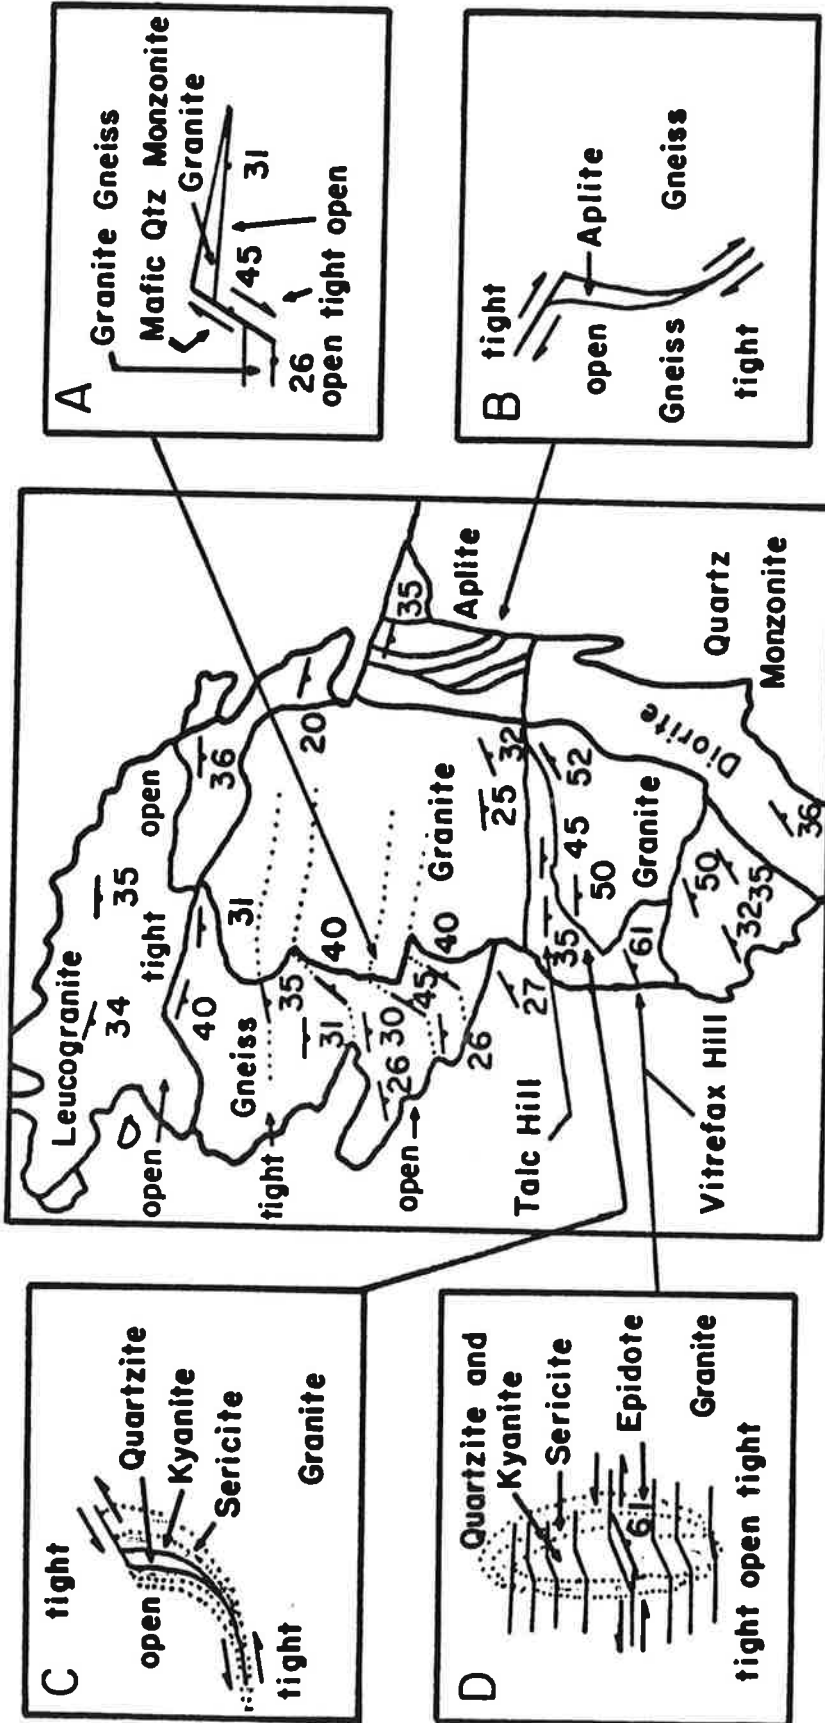 A
Granite Gneiss
Mafic Qtz Monzonite
Granite
45
31
26
open tight open
B
tight
open
Aplite
Gneiss
Gneiss
tight
Leucogranite
34
35
open
tight
open
40
36
20
31
Gneiss
35
31
40
tight
30
26
45
40
26
open
Granite
35
Aplite
25
32
27
Talc Hill
35
45
50
52
Granite
61
50
32
35
Diorite
36
Quartz
Monzonite
Vitrefax Hill
C
tight
open
Quartzite
Kyanite
Sericite
Granite
tight
D
Quartzite and
Kyanite
Sericite
Epidote
61
Granite
tight open tight